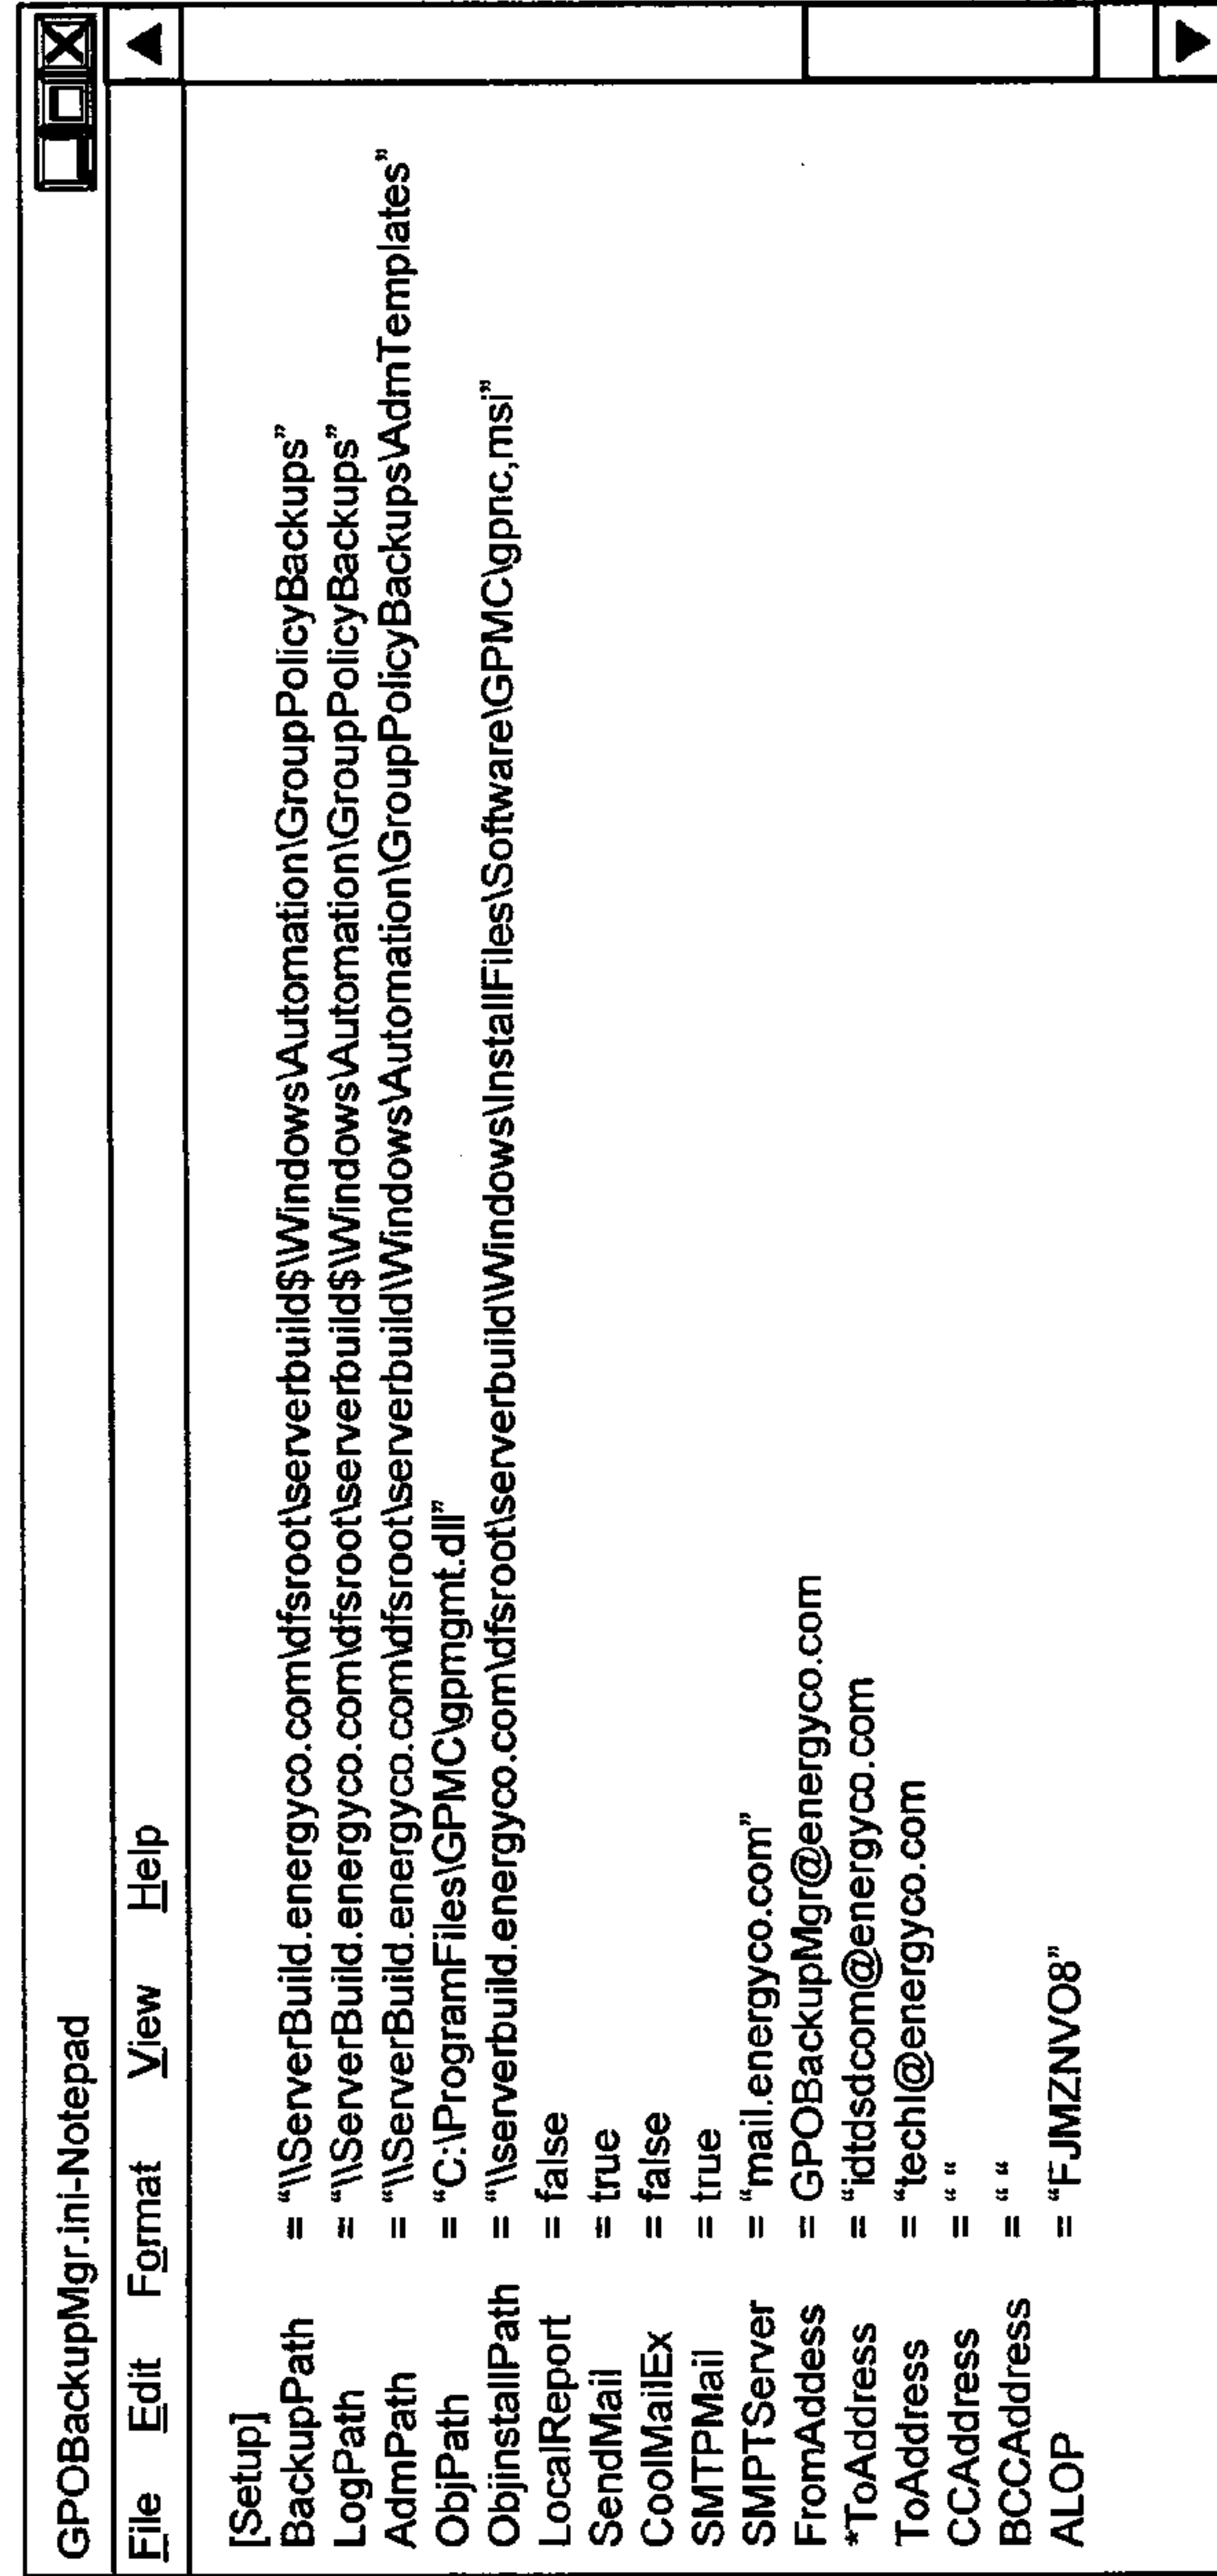 GPOBackupMgr.ini-Notepad
File Edit Format View Help
[Setup]
BackupPath = “\\ServerBuild.energyco.com\dfsroot\serverbuild$\Windows\Automation\GroupPolicyBackups”
LogPath = “\\ServerBuild.energyco.com\dfsroot\serverbuild$\Windows\Automation\GroupPolicyBackups”
AdmPath = “\\ServerBuild.energyco.com\dfsroot\serverbuild\Windows\Automation\GroupPolicyBackups\AdmTemplates”
ObjPath = “C:\ProgramFiles\GPMC\gpmgmt.dll”
ObjinstallPath = “\\serverbuild.energyco.com\dfsroot\serverbuild\Windows\InstallFiles\Software\GPMC\gpnc,msi”
LocalReport = false
SendMail = true
CoolMailEx = false
SMTPMail = true
SMPTServer = “mail.energyco.com”
FromAddess = GPOBackupMgr@energyco.com
*ToAddress = “idtdsdcom@energyco.com
ToAddress = “techl@energyco.com
CCAddress = “ “
BCCAddress = “ “
ALOP = “FJMZNVO8”